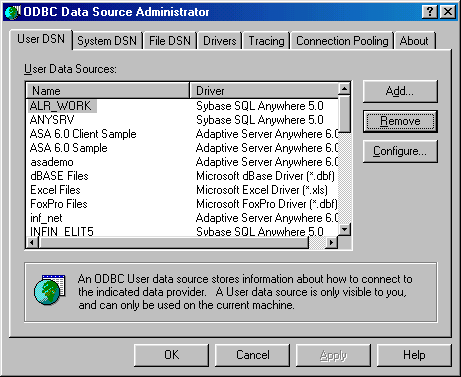 ODBC Data Source Administrator
User DSN System DSN File DSN Drivers Tracing Connection Pooling About
User Data Sources:
Name Driver
ALR_WORK Sybase SQL Anywhere 5.0
ANYSRV Sybase SQL Anywhere 5.0
ASA 6.0 Client Sample Adaptive Server Anywhere 6.0
ASA 6.0 Sample Adaptive Server Anywhere 6.0
asademo Adaptive Server Anywhere 6.0
dBASE Files Microsoft dBase Driver (*.dbf)
Excel Files Microsoft Excel Driver (*.xls)
FoxPro Files Microsoft FoxPro Driver (*.dbf)
inf_net Adaptive Server Anywhere 6.0
INFIN_ELIT5 Sybase SQL Anywhere 5.0
Add...
Remove
Configure...
An ODBC User data source stores information about how to connect
to the indicated data provider. A User data source is only visible to you,
and can only be used on the current machine.
OK Cancel Apply Help